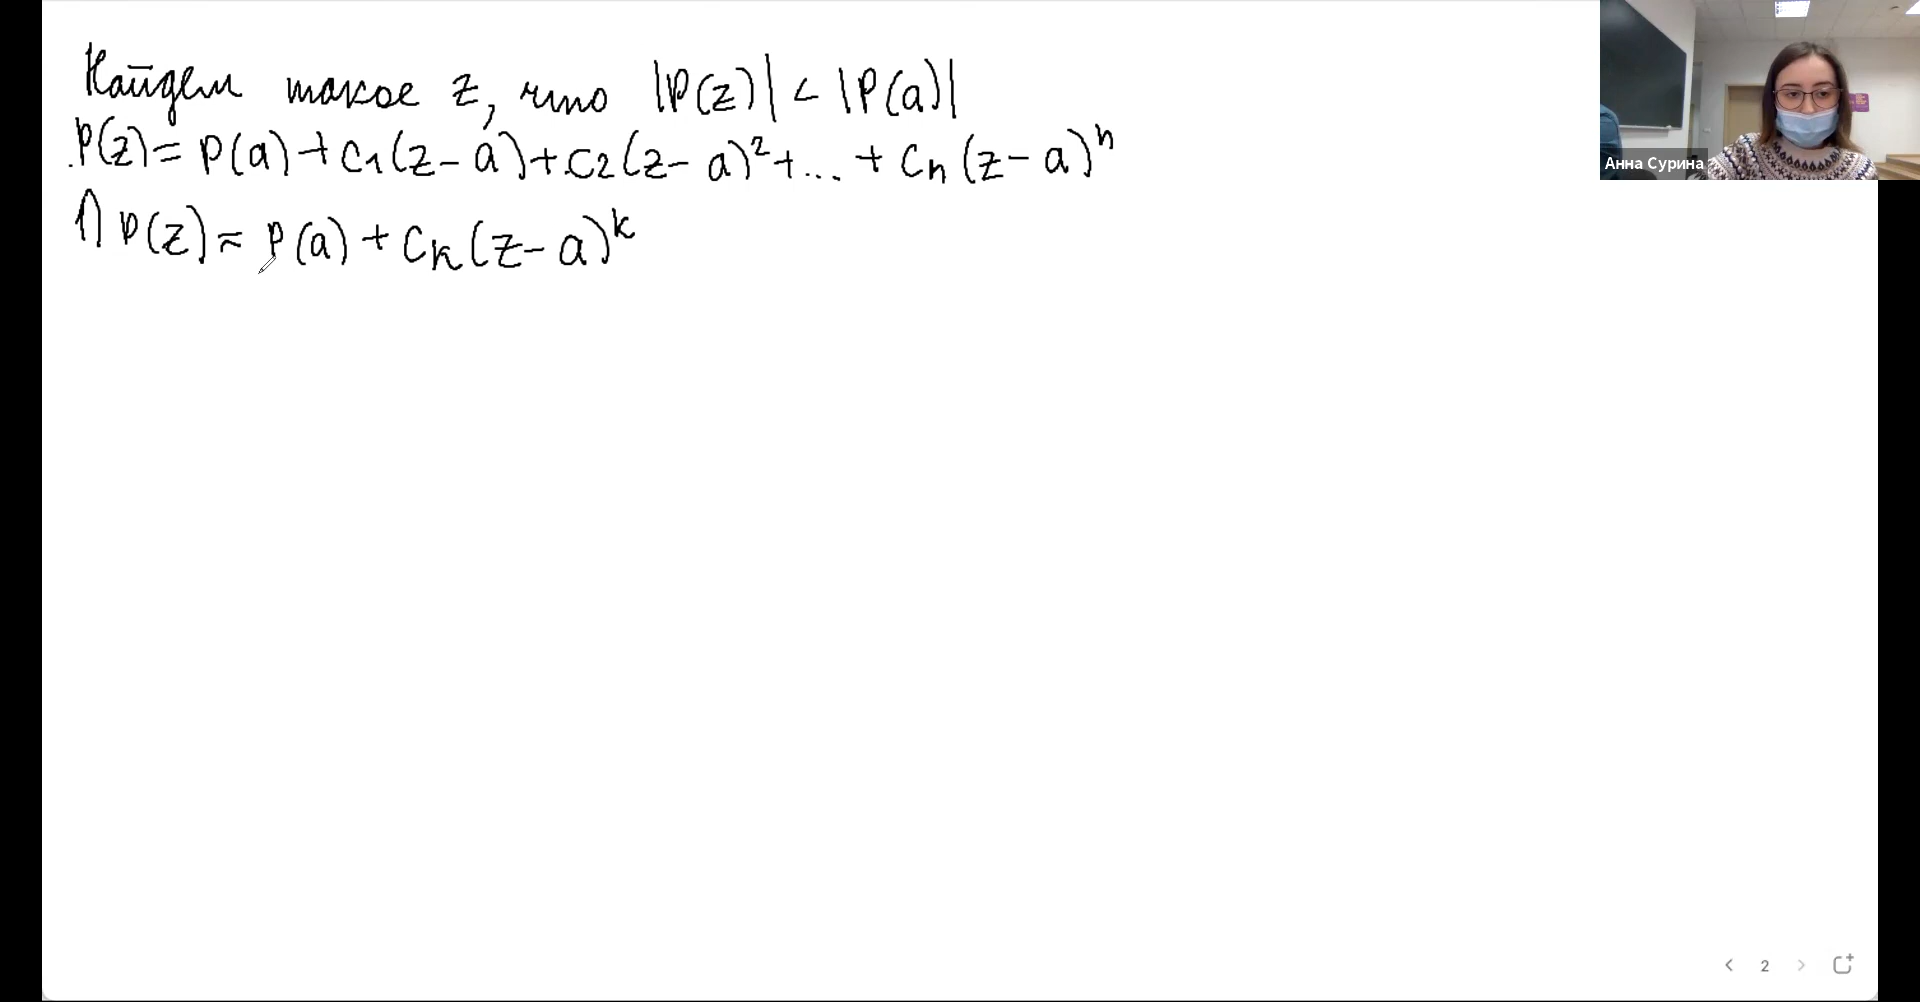 Найдем такое z, что |P(z)| < |P(a)|
P(z) = P(a) + C₁(z - a) + C₂(z - a)² + ... + Cₙ(z - a)ⁿ
1) P(z) ≈ P(a) + Cₖ(z - a)ᵏ
Анна Сурина
2